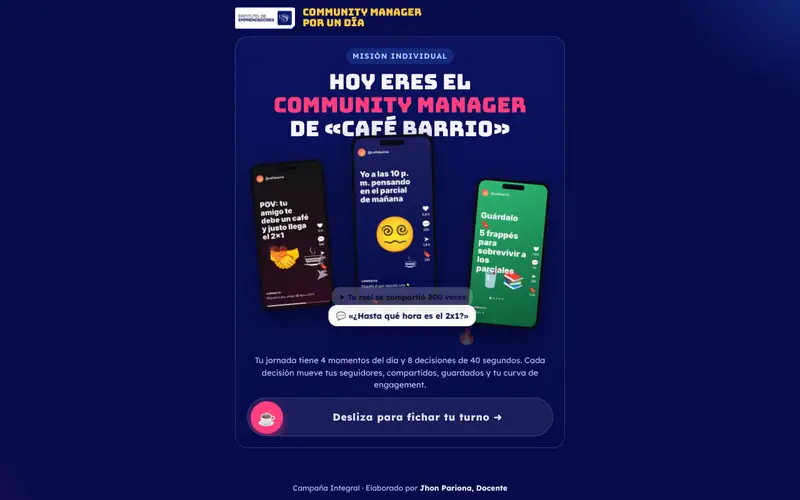 INSTITUTO DE
EMPRENDEDORES
COMMUNITY MANAGER
POR UN DÍA
MISIÓN INDIVIDUAL
HOY ERES EL
COMMUNITY MANAGER
DE «CAFÉ BARRIO»
POV: tu
amigo te
debe un café
y justo llega
el 2x1
Yo a las 10 p.
m. pensando
en el parcial
de mañana
Guárdalo
5 frappés
para
sobrevivir a
los
parciales
➤ Tu reel se compartió 300 veces
«¿Hasta qué hora es el 2x1?»
Tu jornada tiene 4 momentos del día y 8 decisiones de 40 segundos. Cada
decisión mueve tus seguidores, compartidos, guardados y tu curva de
engagement.
Desliza para fichar tu turno ➜
Campaña Integral · Elaborado por Jhon Pariona, Docente